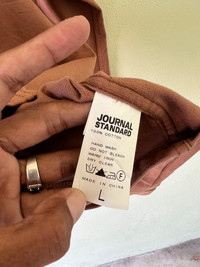 JOURNAL
STANDARD
100% COTTON
HAND WASH
DO NOT BLEACH
WARM IRON
DRY CLEAN
F
MADE IN CHINA
L